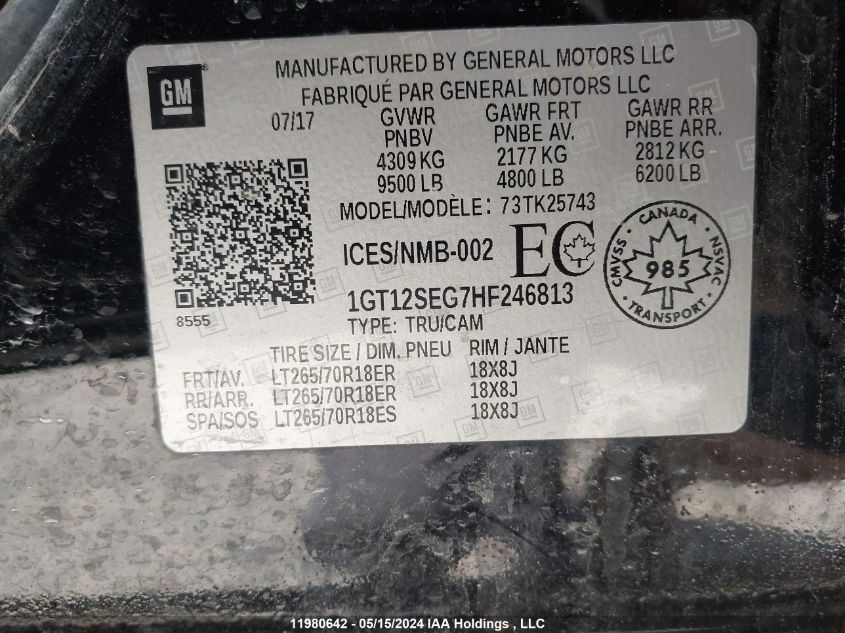 GM
MANUFACTURED BY GENERAL MOTORS LLC
FABRIQUÉ PAR GENERAL MOTORS LLC
07/17 GVWR GAWR FRT GAWR RR
PNBV PNBE AV. PNBE ARR.
4309 KG 2177 KG 2812 KG
9500 LB 4800 LB 6200 LB
MODEL/MODÈLE: 73TK25743
ICES/NMB-002 EC
CANADA
CMVSS 985 NSVAC
TRANSPORT
1GT12SEG7HF246813
8555
TYPE: TRU/CAM
TIRE SIZE / DIM. PNEU RIM / JANTE
FRT/AV. LT265/70R18ER 18X8J
RR/ARR. LT265/70R18ER 18X8J
SPA/SOS LT265/70R18ES 18X8J
11980642 - 05/15/2024 IAA Holdings , LLC